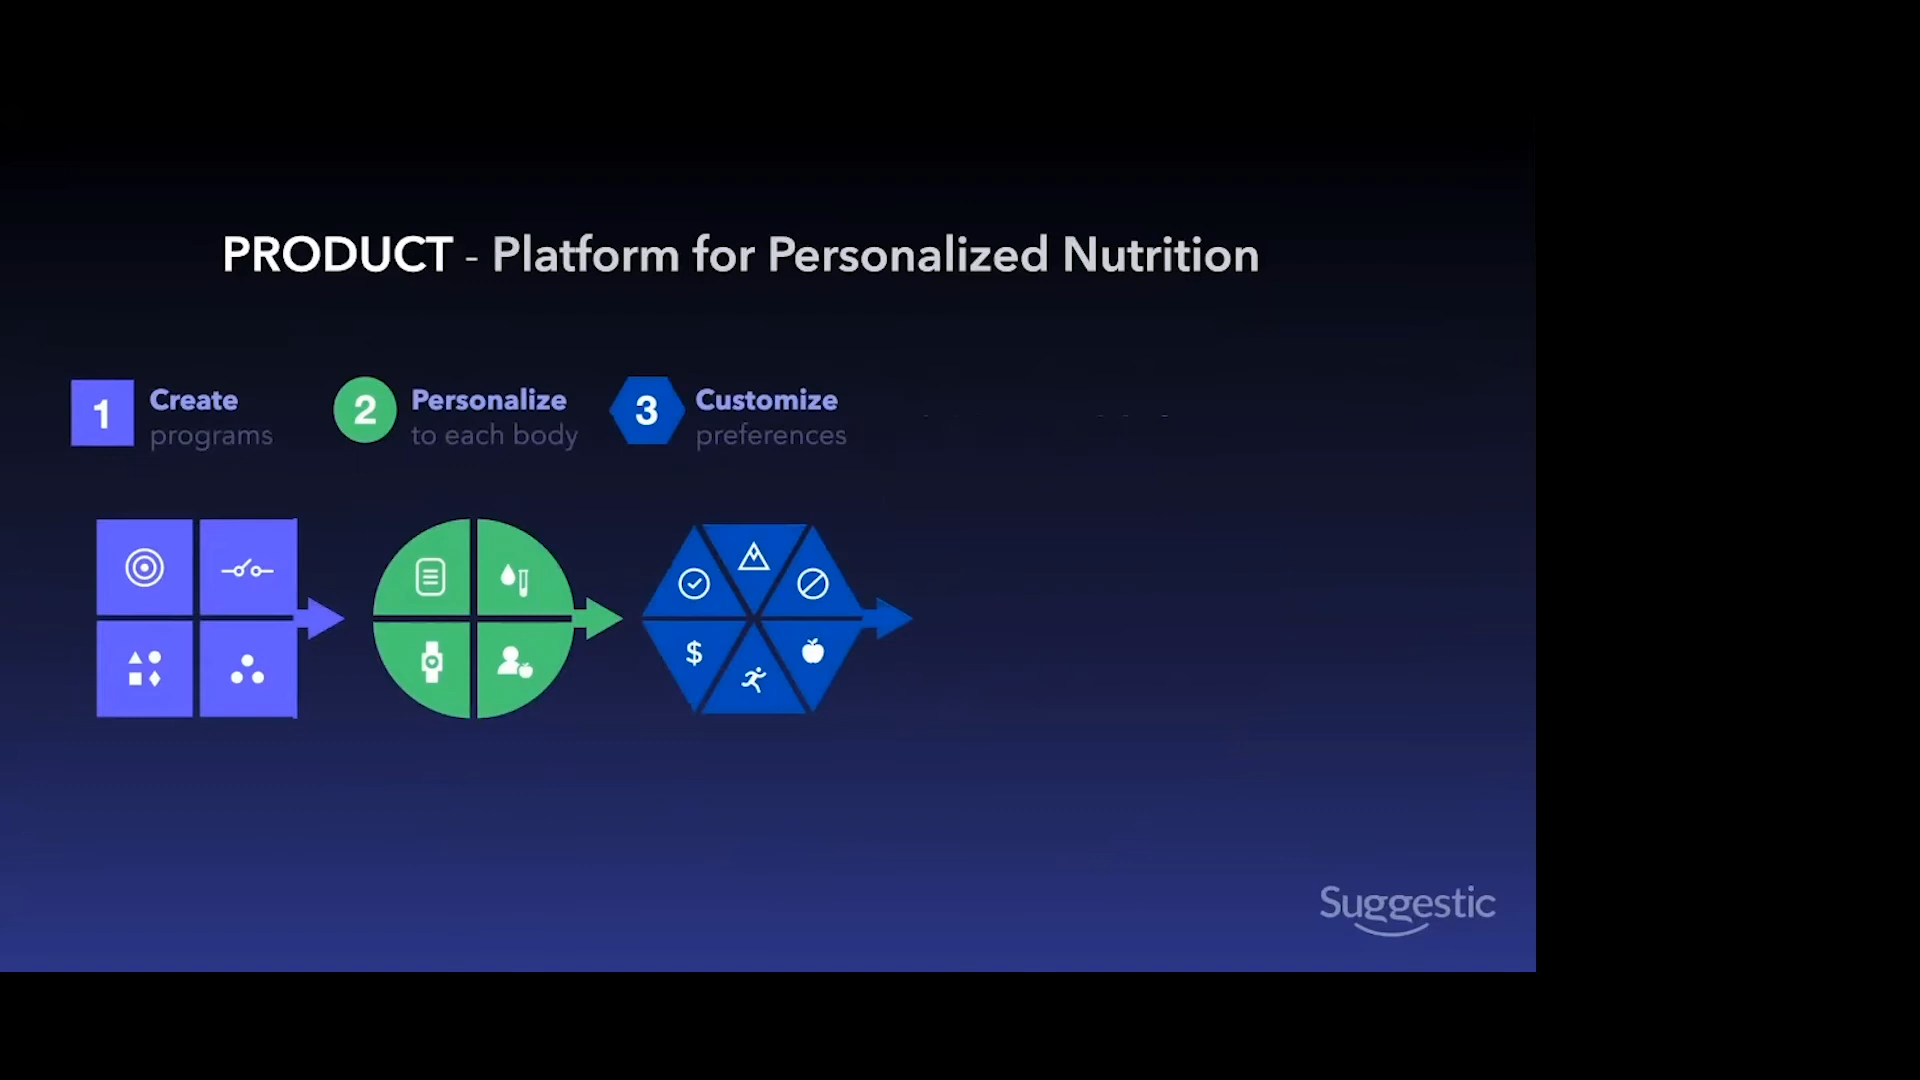 PRODUCT - Platform for Personalized Nutrition
1
Create
programs
2
Personalize
to each body
3
Customize
preferences
$
Suggestic